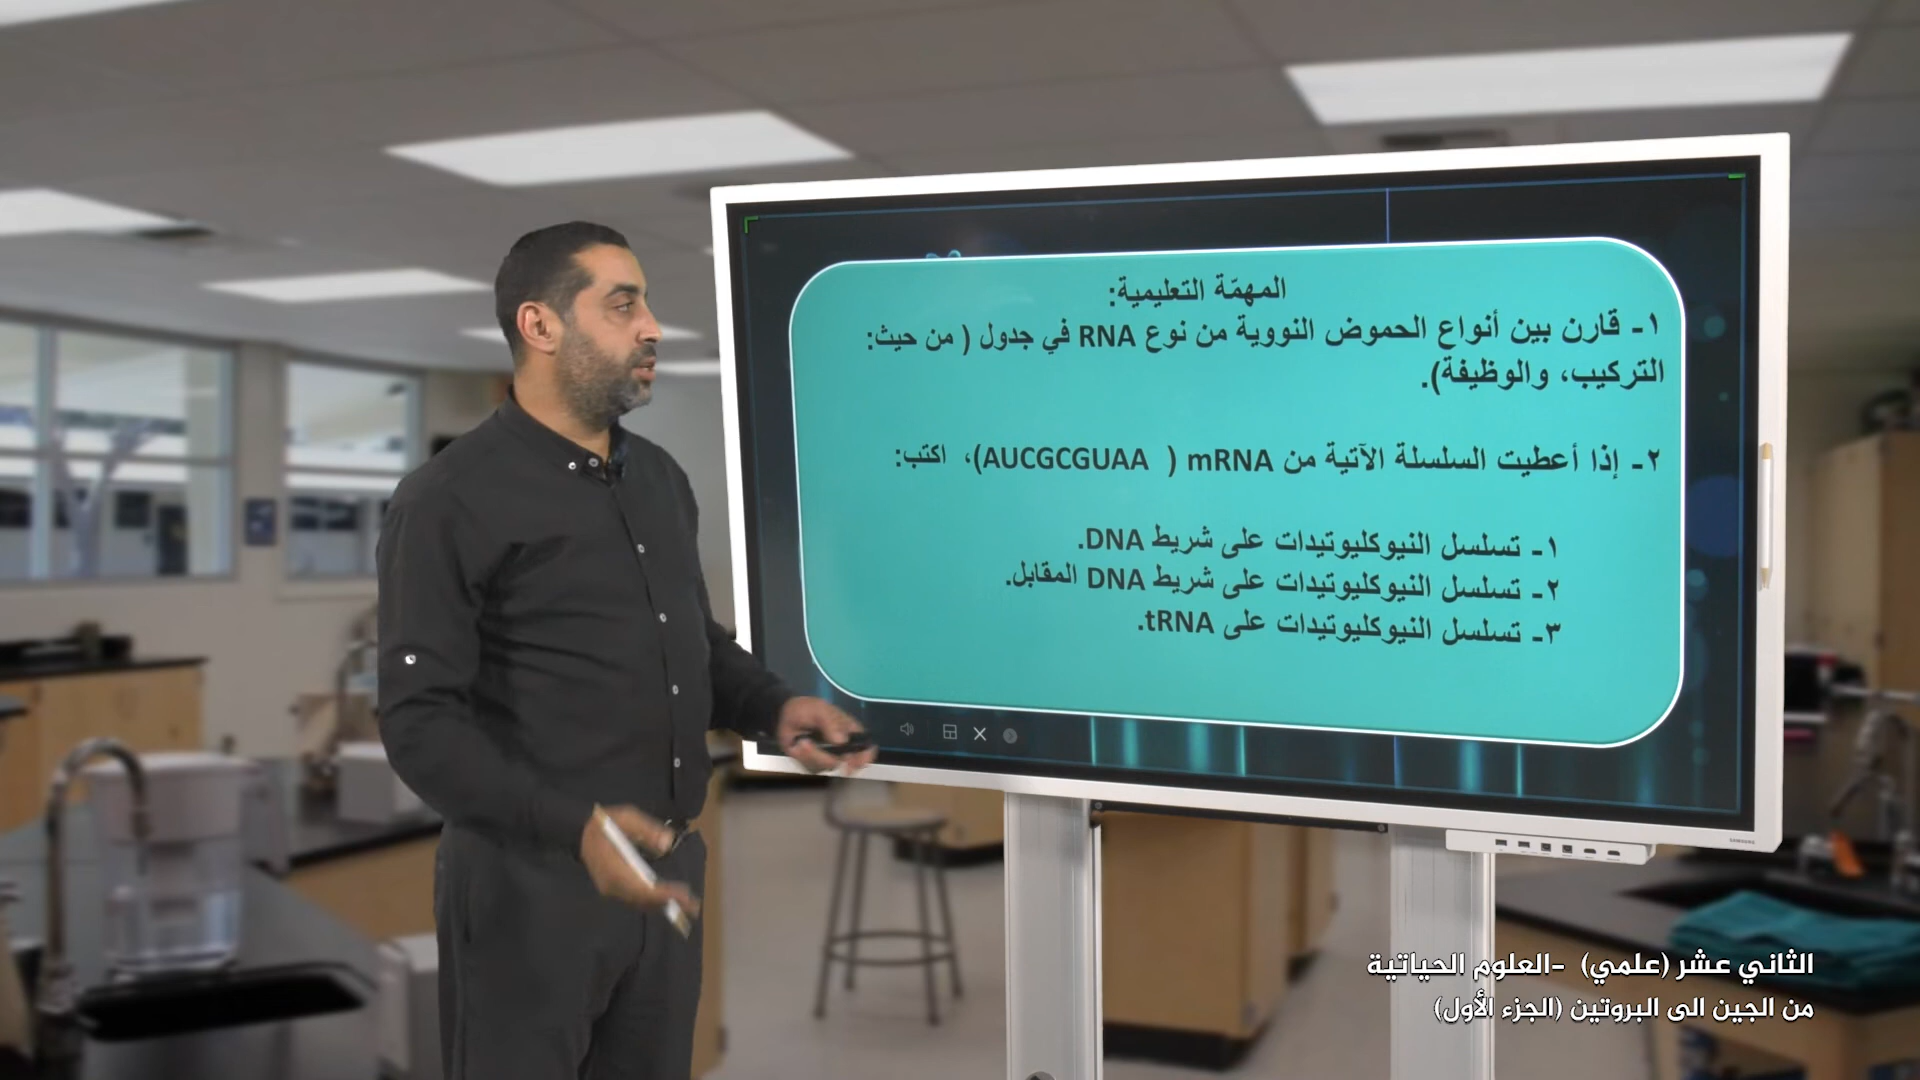 المهمّة التعليمية:
١- قارن بين أنواع الحموض النووية من نوع RNA في جدول ( من حيث:
التركيب، والوظيفة).
٢- إذا أعطيت السلسلة الآتية من mRNA ( AUCGCGUAA)، اكتب:
١- تسلسل النيوكليوتيدات على شريط DNA.
٢- تسلسل النيوكليوتيدات على شريط DNA المقابل.
٣- تسلسل النيوكليوتيدات على tRNA.
SAMSUNG
الثاني عشر (علمي) -العلوم الحياتية
من الجين الى البروتين (الجزء الأول)